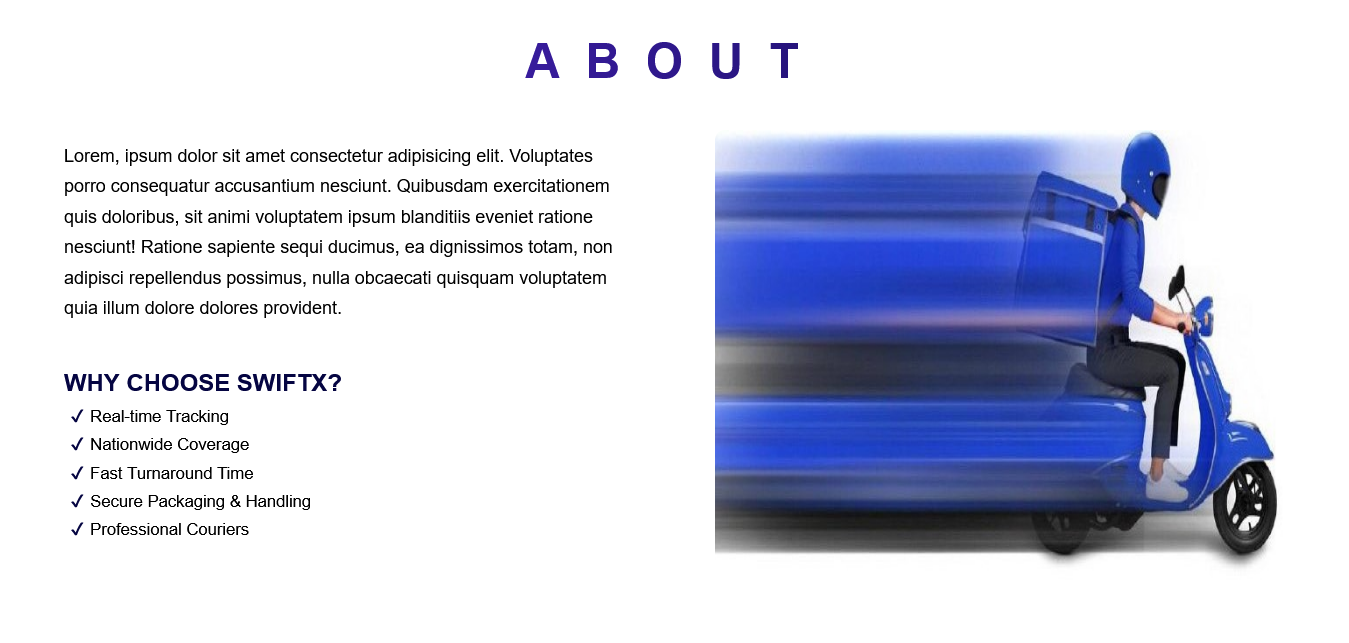 ABOUT
Lorem, ipsum dolor sit amet consectetur adipisicing elit. Voluptates
porro consequatur accusantium nesciunt. Quibusdam exercitationem
quis doloribus, sit animi voluptatem ipsum blanditiis eveniet ratione
nesciunt! Ratione sapiente sequi ducimus, ea dignissimos totam, non
adipisci repellendus possimus, nulla obcaecati quisquam voluptatem
quia illum dolore dolores provident.
WHY CHOOSE SWIFTX?
✓ Real-time Tracking
✓ Nationwide Coverage
✓ Fast Turnaround Time
✓ Secure Packaging & Handling
✓ Professional Couriers